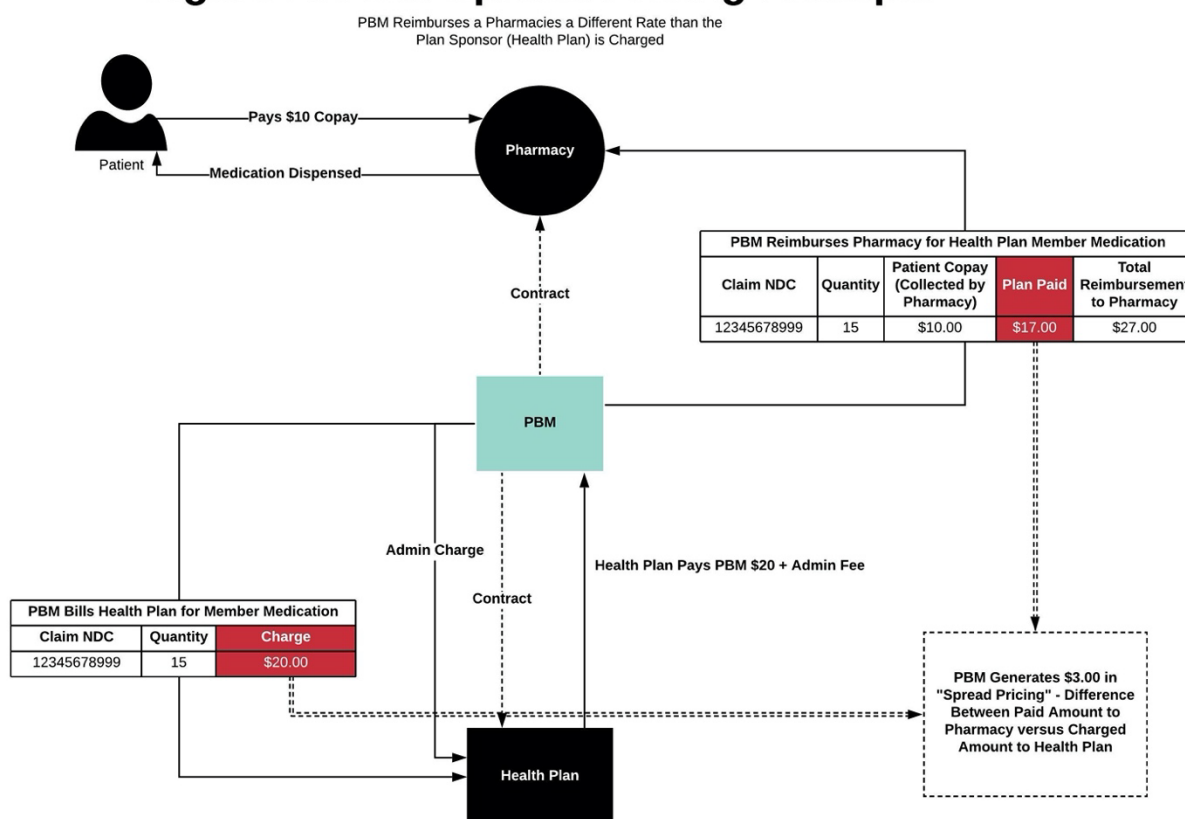 PBM Reimburses a Pharmacies a Different Rate than the
Plan Sponsor (Health Plan) is Charged
Pays $10 Copay
Pharmacy
Patient
Medication Dispensed
PBM Reimburses Pharmacy for Health Plan Member Medication
Claim NDC
Quantity
Patient Copay
(Collected by
Pharmacy)
Plan Paid
Total
Reimbursement
to Pharmacy
12345678999
15
$10.00
$17.00
$27.00
Contract
PBM
Admin Charge
Health Plan Pays PBM $20 + Admin Fee
Contract
PBM Bills Health Plan for Member Medication
Claim NDC
Quantity
Charge
12345678999
15
$20.00
PBM Generates $3.00 in
"Spread Pricing" - Difference
Between Paid Amount to
Pharmacy versus Charged
Amount to Health Plan
Health Plan